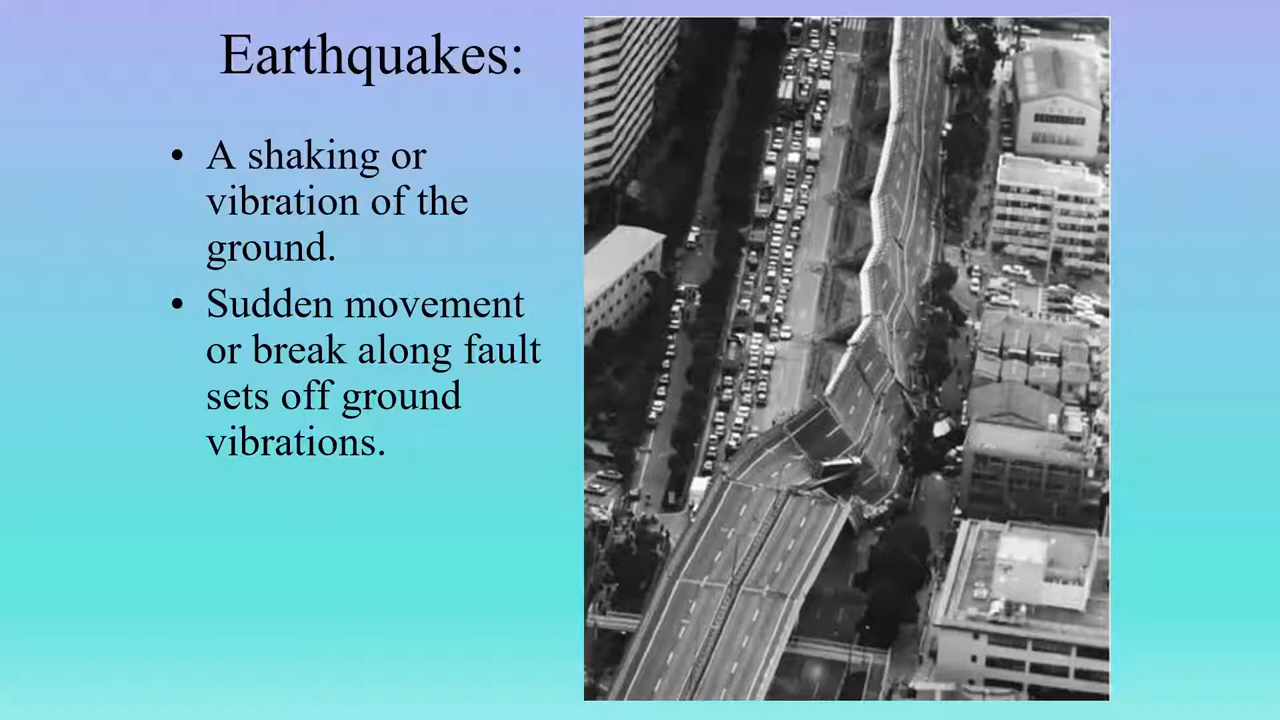 Earthquakes:
• A shaking or
vibration of the
ground.
• Sudden movement
or break along fault
sets off ground
vibrations.